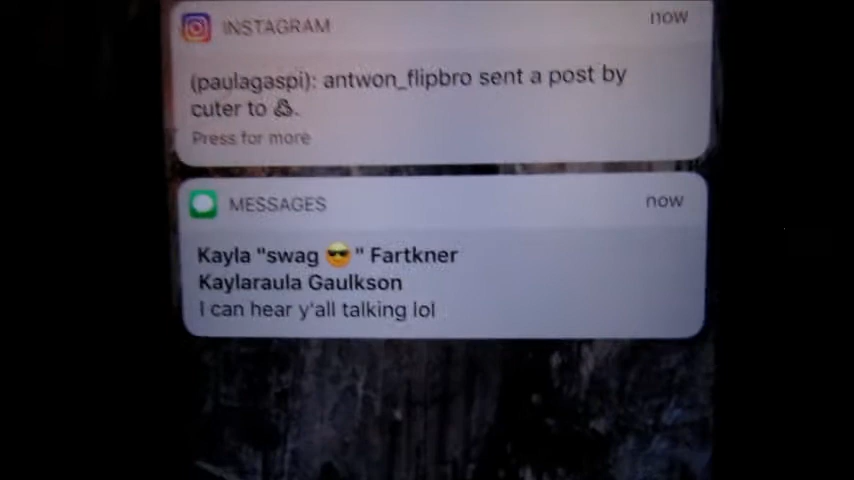 INSTAGRAM now
(paulagaspi): antwon_flipbro sent a post by
cuter to 💩.
Press for more
MESSAGES now
Kayla "swag 😎" Fartkner
Kaylaraula Gaulkson
I can hear y'all talking lol